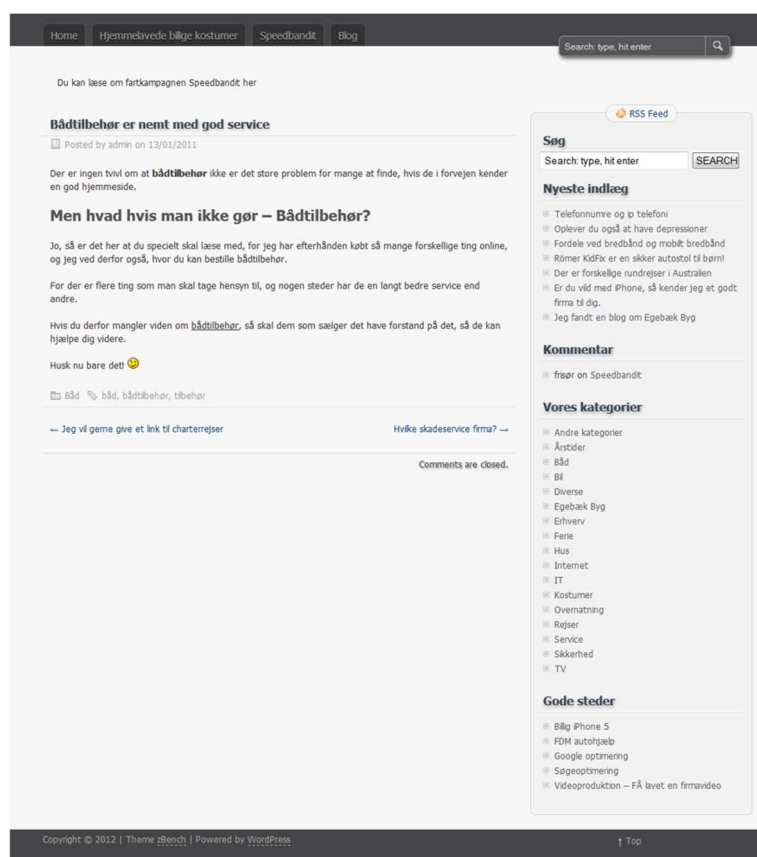 Home Hjemmelavede bilige kostumer Speedbandit Blog
Search: type, hit enter
Du kan læse om fartkampagnen Speedbandit her
Bådtilbehør er nemt med god service
Posted by admin on 13/01/2011
Der er ingen tvivl om at bådtilbehør ikke er det store problem for mange at finde, hvis de i forvejen kender
en god hjemmeside.
Men hvad hvis man ikke gør – Bådtilbehør?
Jo, så er det her at du specielt skal læse med, for jeg har efterhånden købt så mange forskellige ting online,
og jeg ved derfor også, hvor du kan bestille bådtilbehør.
For der er flere ting som man skal tage hensyn til, og nogen steder har de en langt bedre service end
andre.
Hvis du derfor mangler viden om bådtilbehør, så skal dem som sælger det have forstand på det, så de kan
hjælpe dig videre.
Husk nu bare det!
Båd båd, bådtilbehør, tilbehør
← Jeg vil gerne give et link til charterrejser Hvilke skadeservice firma? →
Comments are closed.
RSS Feed
Søg
Search: type, hit enter SEARCH
Nyeste indlæg
Telefonnumre og ip telefoni
Oplever du også at have depressioner
Fordele ved bredbånd og mobilt bredbånd
Römer KidFix er en sikker autostol til børn!
Der er forskellige rundrejser i Australien
Er du vild med iPhone, så kender jeg et godt
firma til dig.
Jeg fandt en blog om Egebæk Byg
Kommentar
frisør on Speedbandit
Vores kategorier
Andre kategorier
Årstider
Båd
Bil
Diverse
Egebæk Byg
Erhverv
Ferie
Hus
Internet
IT
Kostumer
Overnatning
Rejser
Service
Sikkerhed
TV
Gode steder
Billig iPhone 5
FDM autohjælp
Google optimering
Søgeoptimering
Videoproduktion – FÅ lavet en firmavideo
Copyright © 2012 | Theme zBench | Powered by WordPress ↑ Top